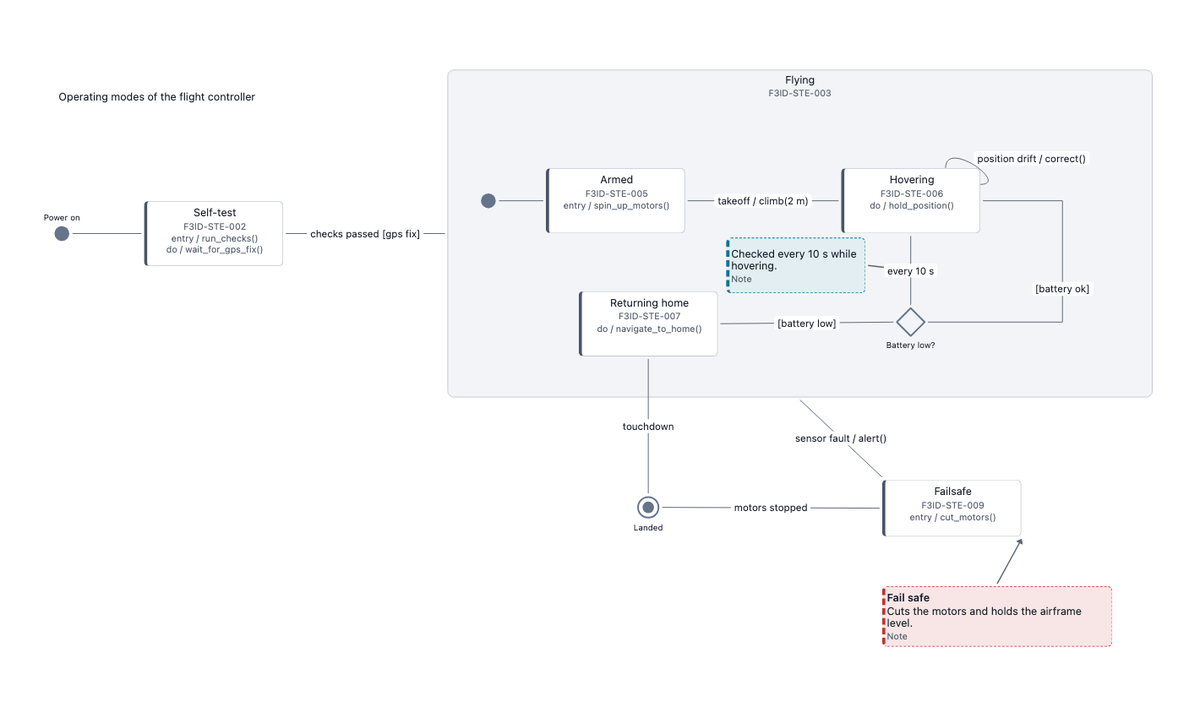 Operating modes of the flight controller
Power on
Self-test
F3ID-STE-002
entry / run_checks()
do / wait_for_gps_fix()
checks passed [gps fix]
Flying
F3ID-STE-003
Armed
F3ID-STE-005
entry / spin_up_motors()
takeoff / climb(2 m)
Hovering
F3ID-STE-006
do / hold_position()
position drift / correct()
Checked every 10 s while
hovering.
Note
every 10 s
[battery ok]
Returning home
F3ID-STE-007
do / navigate_to_home()
[battery low]
Battery low?
touchdown
sensor fault / alert()
Landed
motors stopped
Failsafe
F3ID-STE-009
entry / cut_motors()
Fail safe
Cuts the motors and holds the airframe
level.
Note